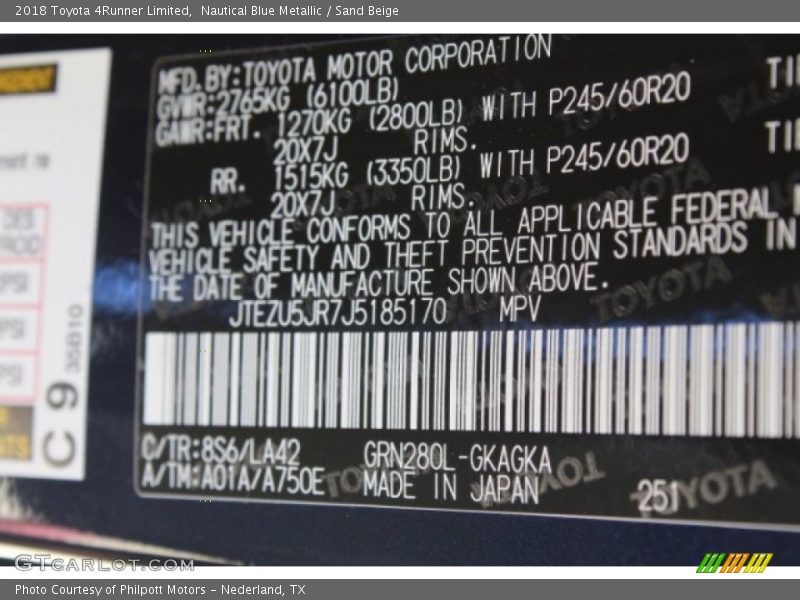 2018 Toyota 4Runner Limited,  Nautical Blue Metallic / Sand Beige
MFD.BY:TOYOTA MOTOR CORPORATION
GVWR:2765KG (6100LB)
GAWR:FRT. 1270KG (2800LB) WITH P245/60R20
20X7J RIMS.
RR. 1515KG (3350LB) WITH P245/60R20
20X7J RIMS.
THIS VEHICLE CONFORMS TO ALL APPLICABLE FEDERAL
VEHICLE SAFETY AND THEFT PREVENTION STANDARDS IN
THE DATE OF MANUFACTURE SHOWN ABOVE.
JTEZU5JR7J5185170 MPV
C/TR:8S6/LA42 GRN280L-GKAGKA
A/TM:A01A/A750E MADE IN JAPAN 25J
C9 35B10
TOYOTA
GTCARLOT.COM
Photo Courtesy of Philpott Motors - Nederland, TX